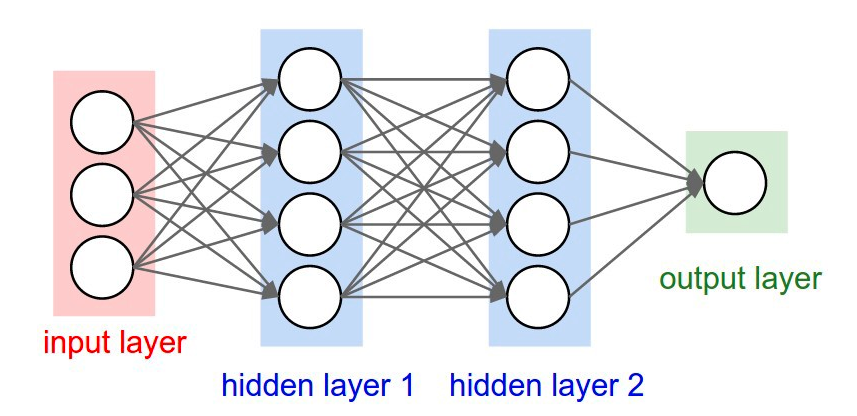 input layer
hidden layer 1
hidden layer 2
output layer